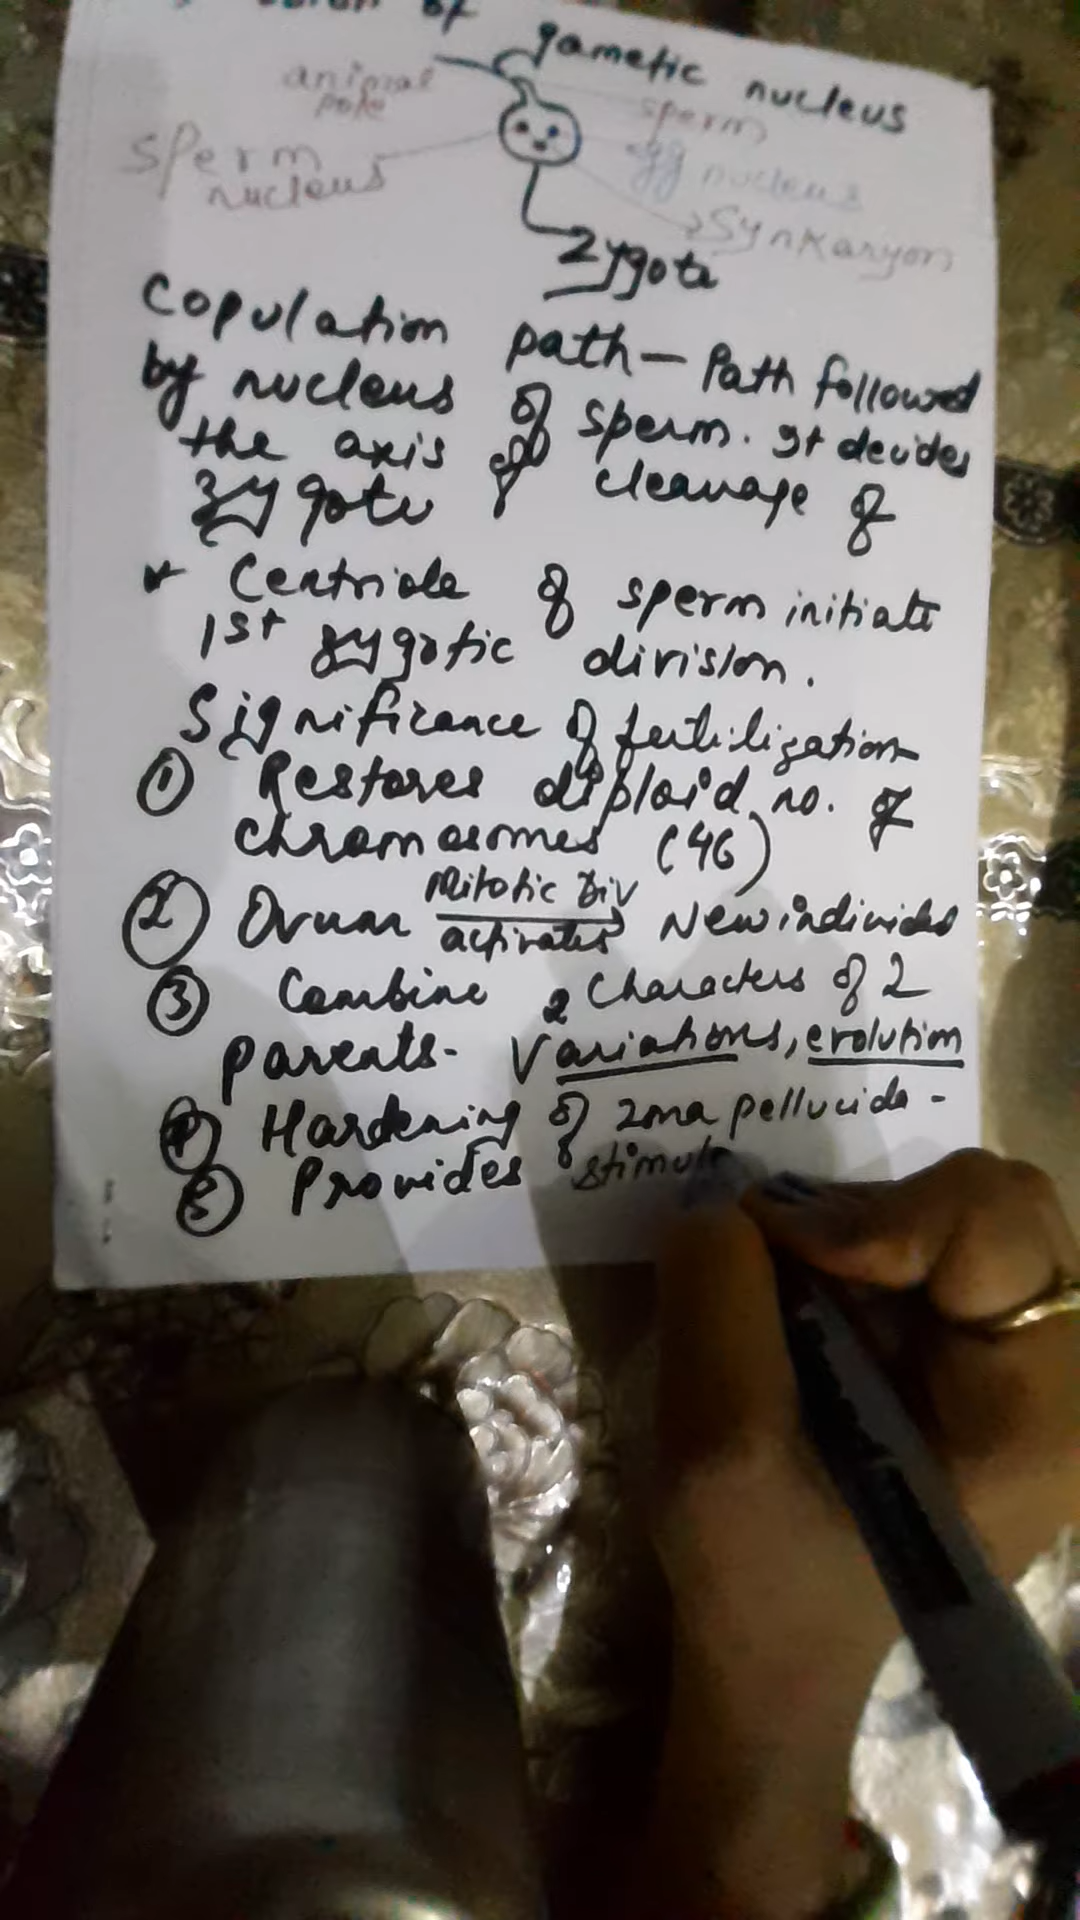 of gametic nucleus
animal
pole
sperm
sperm
nucleus
egg nucleus
synkaryon
Zygote
Copulation path - Path followed
by nucleus of sperm. It decides
the axis of cleavage of
zygote
* Centriole of sperm initiate
1st zygotic division.
Significance of fertilization
① Restores diploid no. of
chromosomes (46)
② Ovum Mitotic Div activates New individual
③ Combine 2 characters of 2
parents- Variations, evolution
④ Hardening of zona pellucida -
⑤ Provides stimul